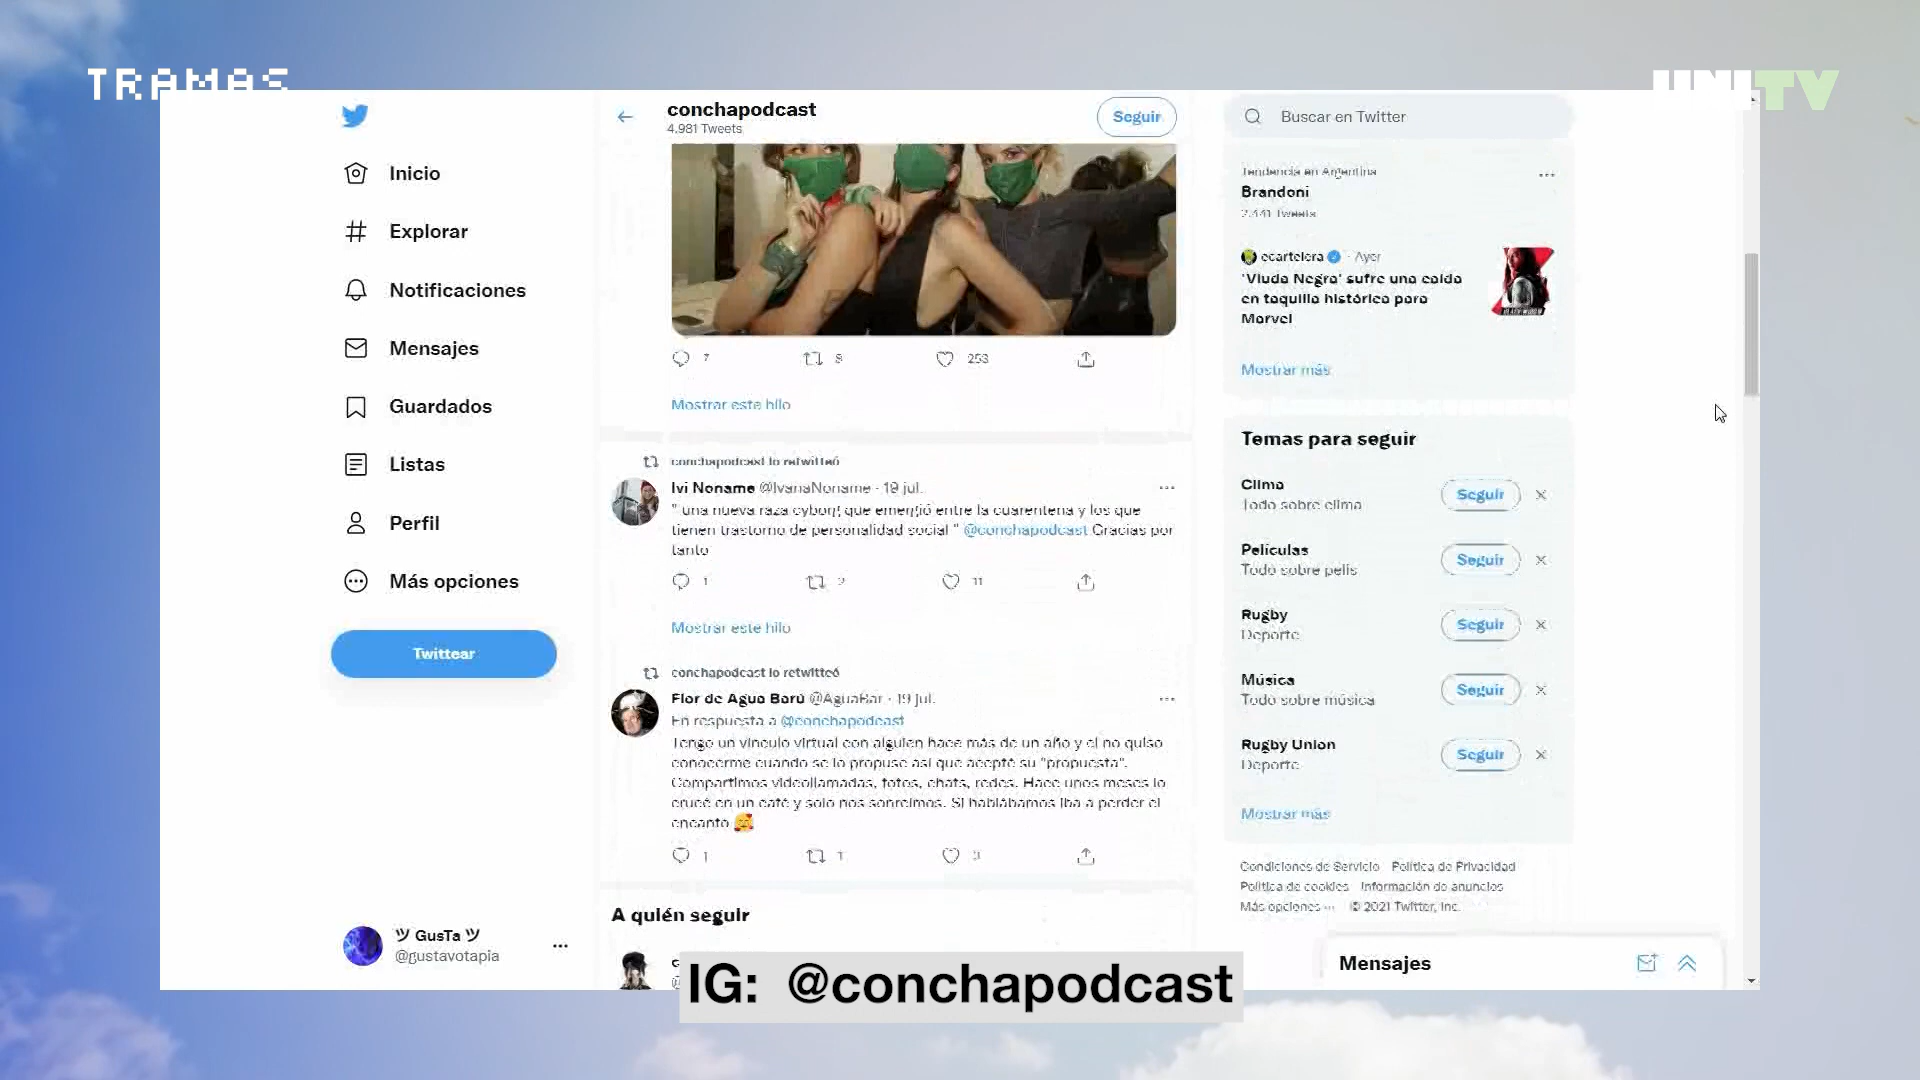 TRAMAS
UNITV
Inicio
Explorar
Notificaciones
Mensajes
Guardados
Listas
Perfil
Más opciones
Twittear
ツ GusTa ツ
@gustavotapia
conchapodcast
4.981 Tweets
Seguir
7 8 253
Mostrar este hilo
conchapodcast lo retwitteó
Ivi Noname @IvanaNoname · 19 jul.
" una nueva raza cyborg que emergió entre la cuarentena y los que
tienen trastorno de personalidad social " @conchapodcast Gracias por
tanto
1 2 11
Mostrar este hilo
conchapodcast lo retwitteó
Flor de Agua Barú @AguaBar · 19 jul.
En respuesta a @conchapodcast
Tengo un vínculo virtual con alguien hace más de un año y él no quiso
conocerme cuando se lo propuse así que acepté su "propuesta".
Compartimos videollamadas, fotos, chats, redes. Hace unos meses lo
crucé en un café y solo nos sonreímos. Si hablábamos iba a perder el
encanto 🥰
1 1 3
A quién seguir
Buscar en Twitter
Tendencia en Argentina
Brandoni
2.441 Tweets
ecartelera · Ayer
'Viuda Negra' sufre una caída
en taquilla histórica para
Marvel
Mostrar más
Temas para seguir
Clima
Todo sobre clima
Seguir
Películas
Todo sobre pelis
Seguir
Rugby
Deporte
Seguir
Música
Todo sobre música
Seguir
Rugby Union
Deporte
Seguir
Mostrar más
Condiciones de Servicio Política de Privacidad
Política de cookies Información de anuncios
Más opciones ··· © 2021 Twitter, Inc.
Mensajes
IG: @conchapodcast